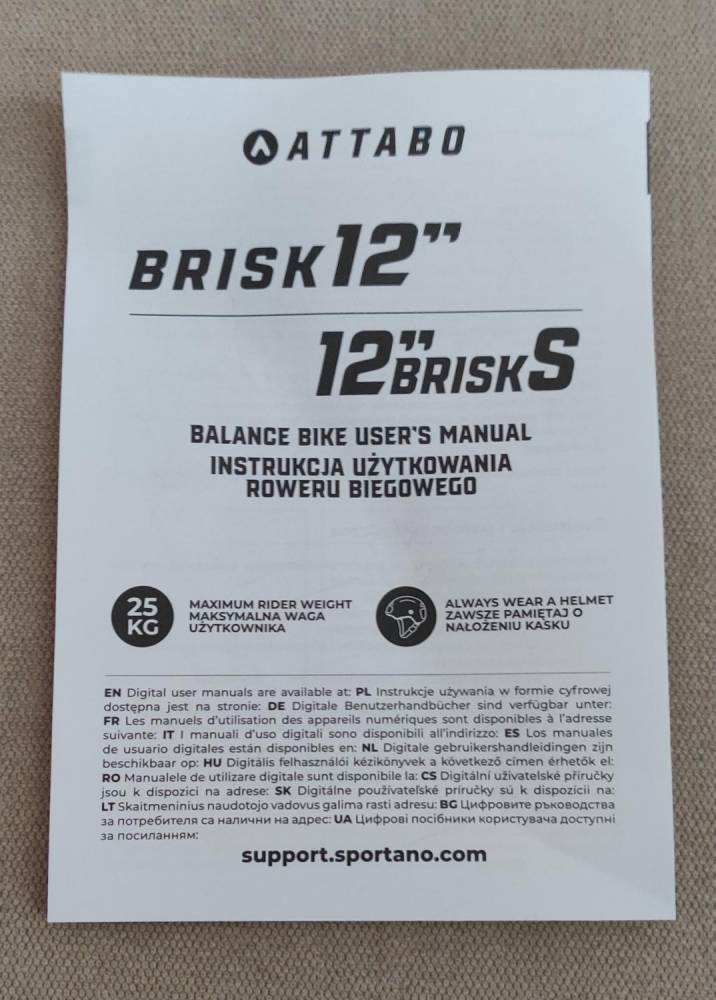 ATTABO
BRISK 12”
12” BRISK S
BALANCE BIKE USER'S MANUAL
INSTRUKCJA UŻYTKOWANIA
ROWERU BIEGOWEGO
25
KG
MAXIMUM RIDER WEIGHT
MAKSYMALNA WAGA
UŻYTKOWNIKA
ALWAYS WEAR A HELMET
ZAWSZE PAMIĘTAJ O
NAŁOŻENIU KASKU
EN Digital user manuals are available at: PL Instrukcje używania w formie cyfrowej
dostępna jest na stronie: DE Digitale Benutzerhandbücher sind verfügbar unter:
FR Les manuels d'utilisation des appareils numériques sont disponibles à l'adresse
suivante: IT I manuali d'uso digitali sono disponibili all'indirizzo: ES Los manuales
de usuario digitales están disponibles en: NL Digitale gebruikershandleidingen zijn
beschikbaar op: HU Digitális felhasználói kézikönyvek a következő címen érhetők el:
RO Manualele de utilizare digitale sunt disponibile la: CS Digitální uživatelské příručky
jsou k dispozici na adrese: SK Digitálne používateľské príručky sú k dispozícii na:
LT Skaitmeninius naudotojo vadovus galima rasti adresu: BG Цифровите ръководства
за потребителя са налични на адрес: UA Цифрові посібники користувача доступні
за посиланням:
support.sportano.com